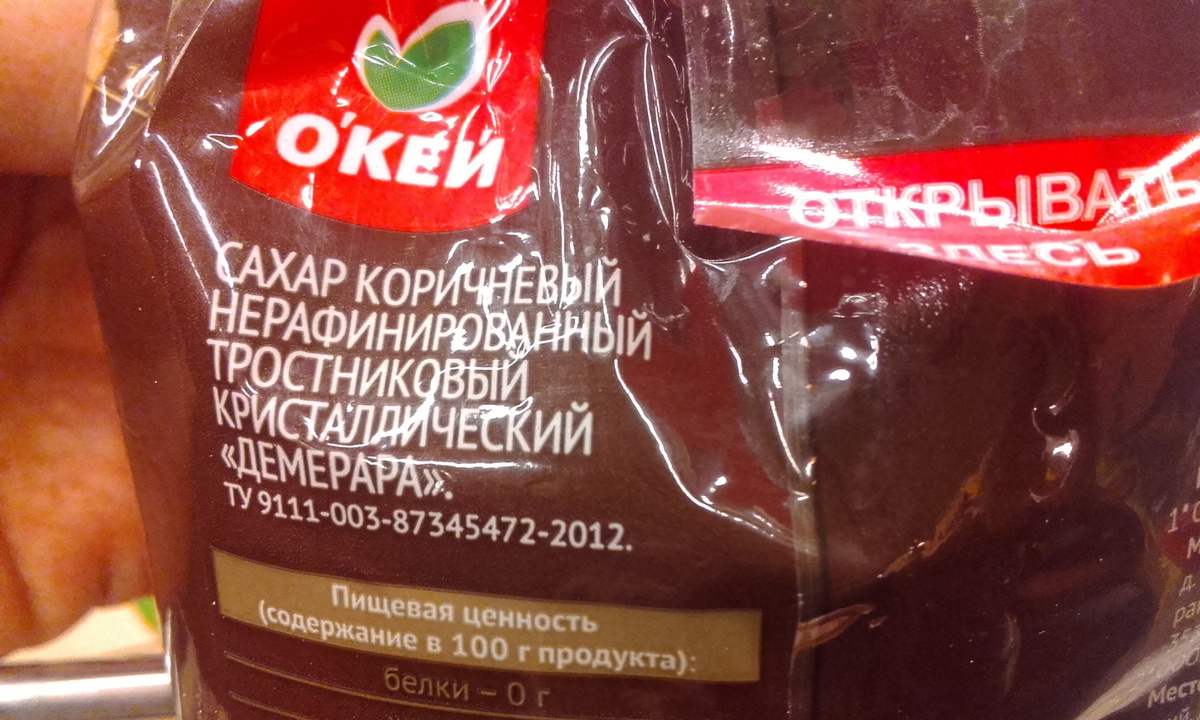 О'КЕЙ
ОТКРЫВАТЬ
ЗДЕСЬ
САХАР КОРИЧНЕВЫЙ
НЕРАФИНИРОВАННЫЙ
ТРОСТНИКОВЫЙ
КРИСТАЛЛИЧЕСКИЙ
«ДЕМЕРАРА».
ТУ 9111-003-87345472-2012.
Пищевая ценность
(содержание в 100 г продукта):
белки – 0 г